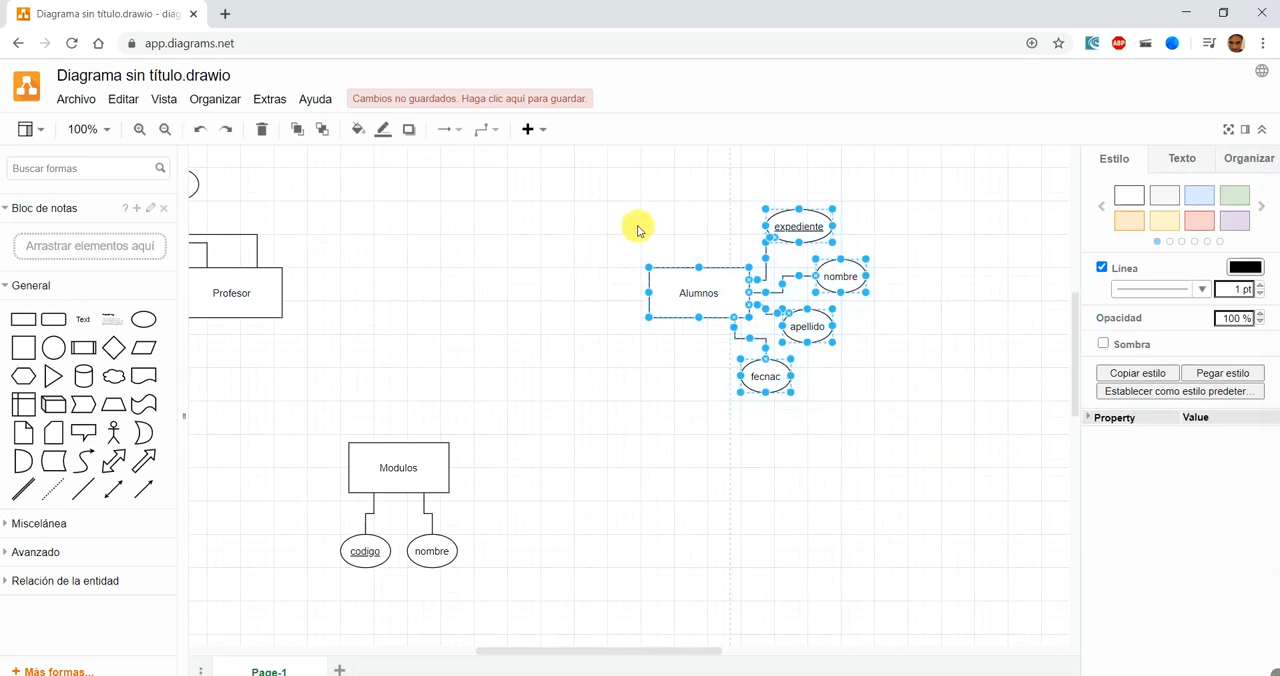 Diagrama sin título.drawio - diag
app.diagrams.net
ABP
Diagrama sin título.drawio
Archivo Editar Vista Organizar Extras Ayuda
Cambios no guardados. Haga clic aquí para guardar.
100%
Buscar formas
Bloc de notas
?
Arrastrar elementos aquí
General
Text
Heading
Miscelánea
Avanzado
Relación de la entidad
+ Más formas...
Profesor
Alumnos
expediente
nombre
apellido
fecnac
Modulos
codigo
nombre
Page-1
Estilo Texto Organizar
Línea
1 pt
Opacidad
100 %
Sombra
Copiar estilo Pegar estilo
Establecer como estilo predeter...
Property Value